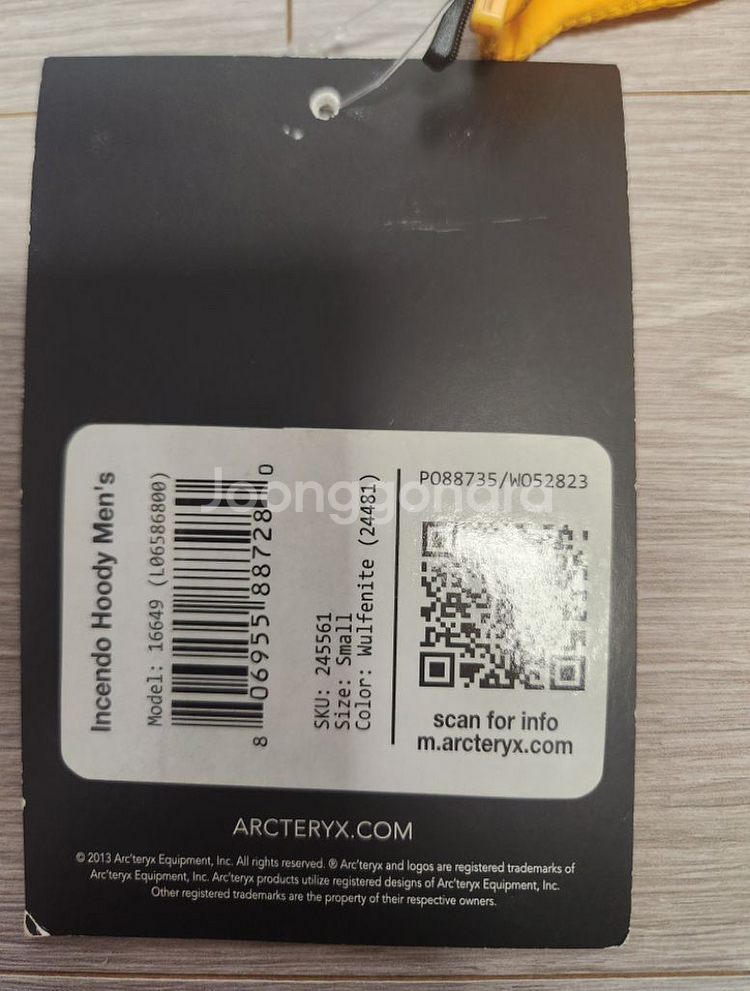 Incendo Hoody Men's
Model: 16649 (L06586800)
8 06955 88728 0
SKU: 245561
Size: Small
Color: Wulfenite (24481)
PO88735/WO52823
scan for info
m.arcteryx.com
Joonggonara
ARCTERYX.COM
© 2013 Arc'teryx Equipment, Inc. All rights reserved. ® Arc'teryx and logos are registered trademarks of
Arc'teryx Equipment, Inc. Arc'teryx products utilize registered designs of Arc'teryx Equipment, Inc.
Other registered trademarks are the property of their respective owners.